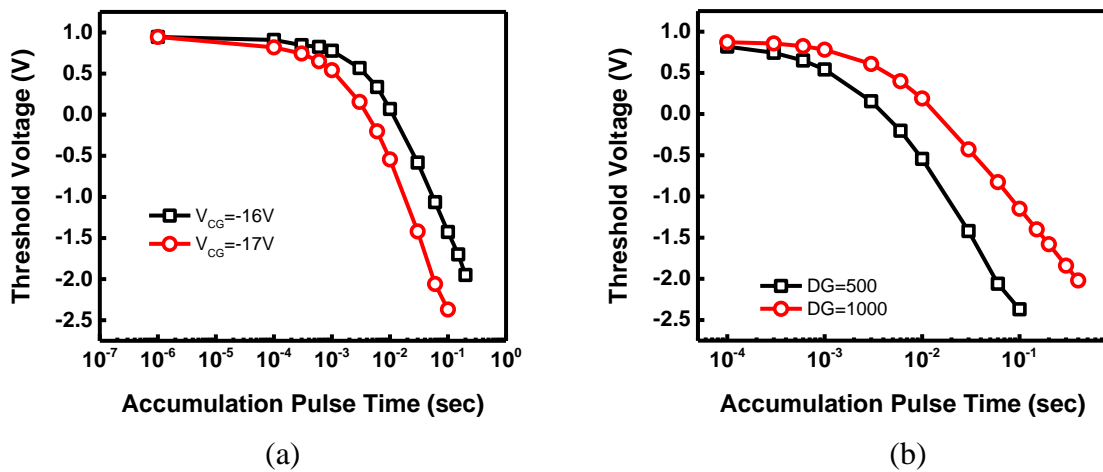 1.0
0.5
0.0
-0.5
-1.0
-1.5
-2.0
-2.5
Threshold Voltage (V)
V_CG=-16V
V_CG=-17V
10^-7 10^-6 10^-5 10^-4 10^-3 10^-2 10^-1 10^0
Accumulation Pulse Time (sec)
(a)
1.0
0.5
0.0
-0.5
-1.0
-1.5
-2.0
-2.5
Threshold Voltage (V)
DG=500
DG=1000
10^-4 10^-3 10^-2 10^-1
Accumulation Pulse Time (sec)
(b)